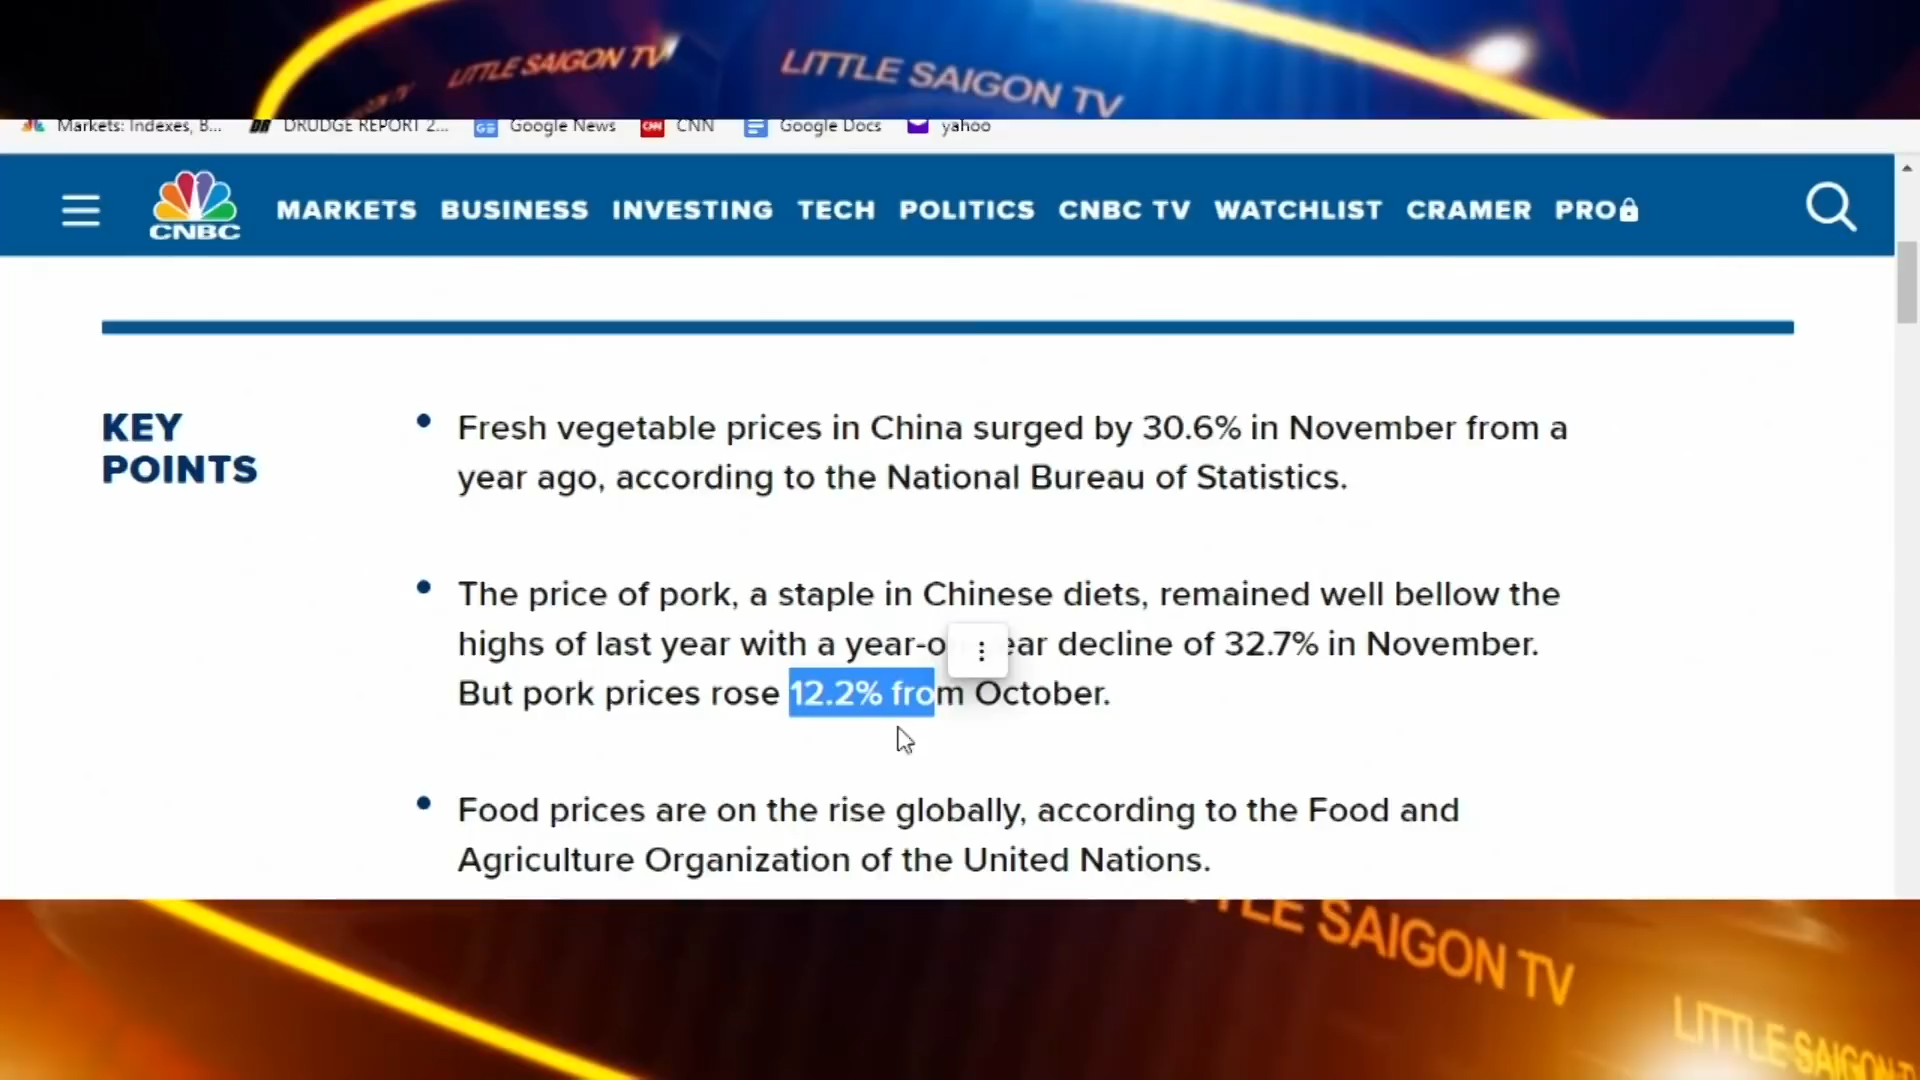 LITTLE SAIGON TV
LITTLE SAIGON TV
Markets: Indexes, B...
DR
DRUDGE REPORT 2...
GE
Google News
CNN
CNN
Google Docs
yahoo
CNBC
MARKETS
BUSINESS
INVESTING
TECH
POLITICS
CNBC TV
WATCHLIST
CRAMER
PRO
KEY
POINTS
Fresh vegetable prices in China surged by 30.6% in November from a
year ago, according to the National Bureau of Statistics.
The price of pork, a staple in Chinese diets, remained well bellow the
highs of last year with a decline of 32.7% in November.
But pork prices rose 12.2% from October.
Food prices are on the rise globally, according to the Food and
Agriculture Organization of the United Nations.
SAIGON TV
LITTLE SAIGON